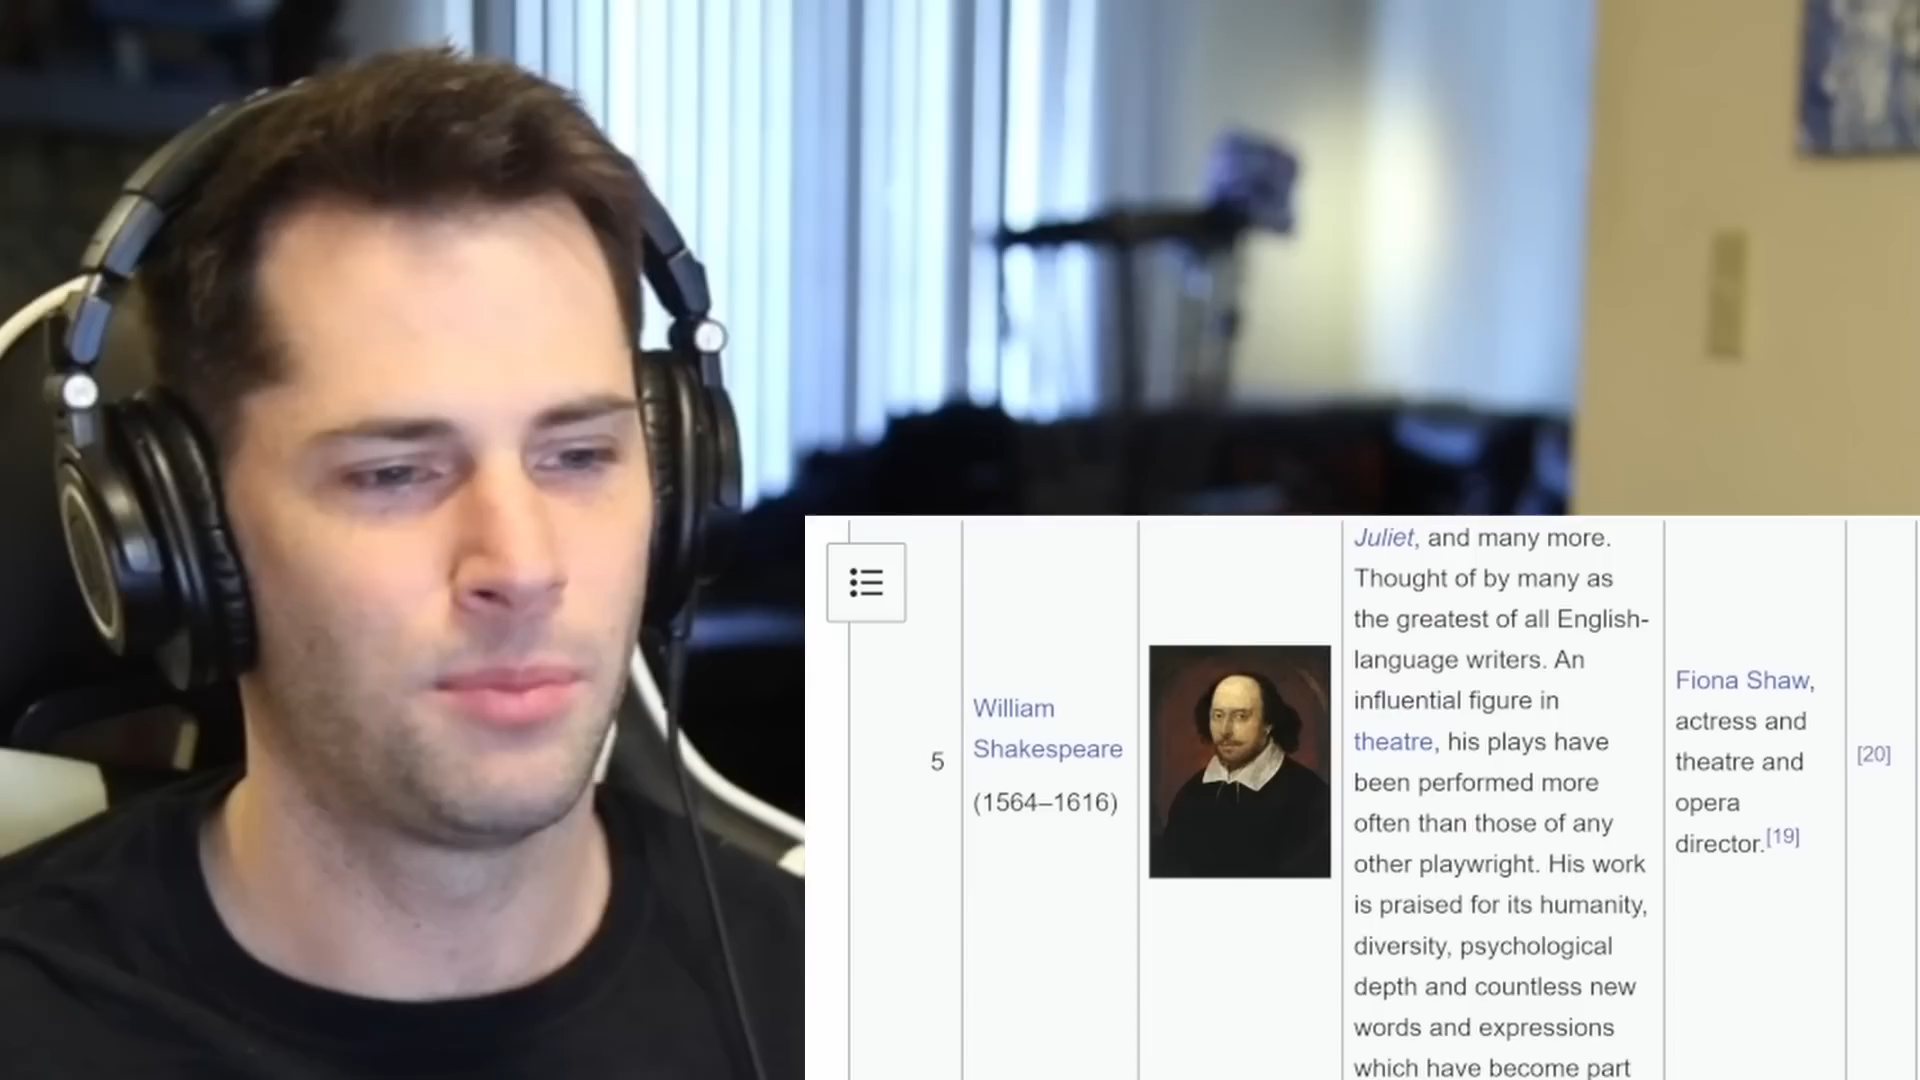 5
William
Shakespeare
(1564–1616)
Juliet, and many more.
Thought of by many as
the greatest of all English-
language writers. An
influential figure in
theatre, his plays have
been performed more
often than those of any
other playwright. His work
is praised for its humanity,
diversity, psychological
depth and countless new
words and expressions
which have become part
Fiona Shaw,
actress and
theatre and
opera
director.[19]
[20]